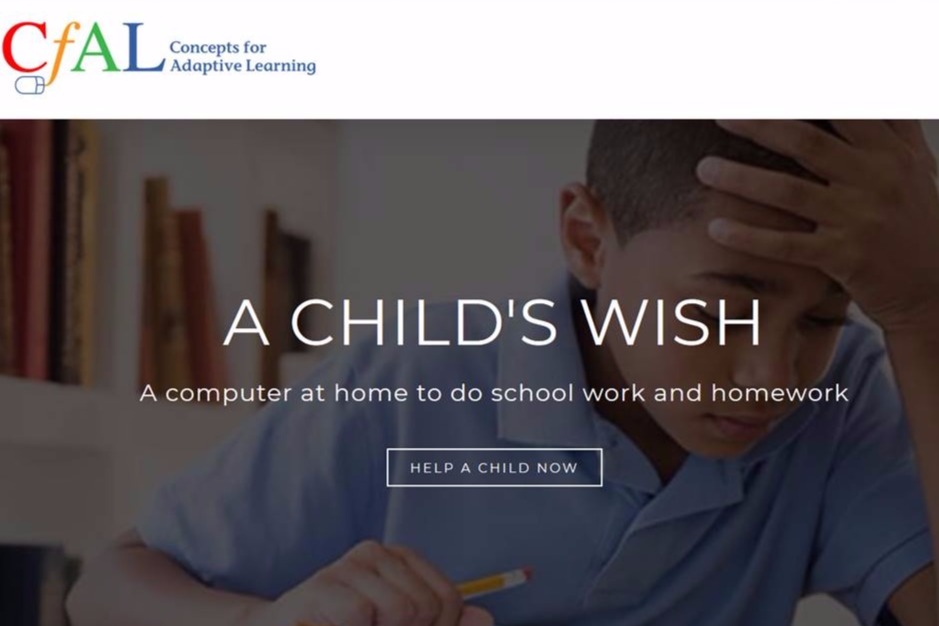 CfAL
Concepts for
Adaptive Learning
A CHILD'S WISH
A computer at home to do school work and homework
HELP A CHILD NOW